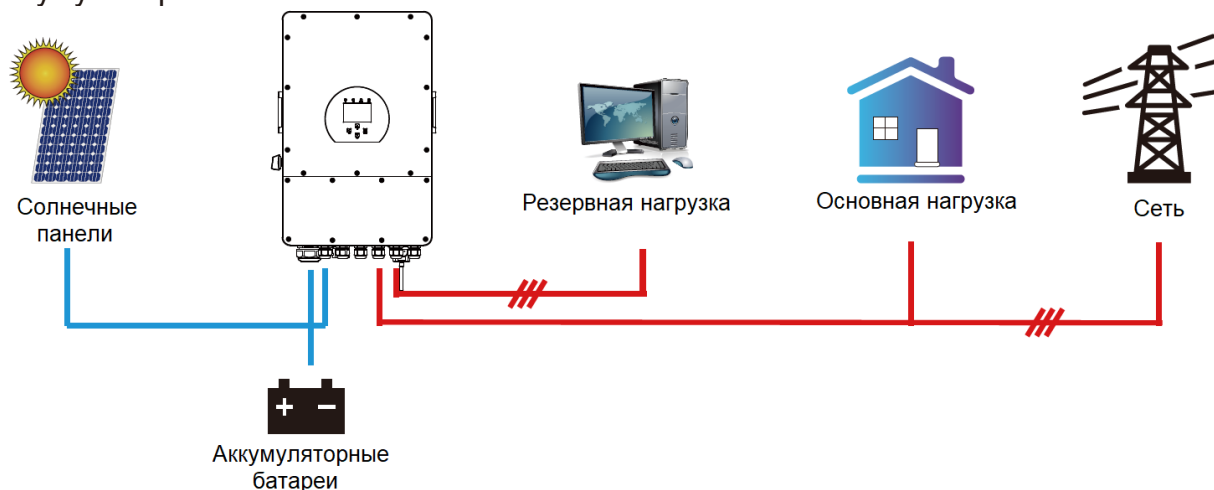 Солнечные
панели
Резервная нагрузка
Основная нагрузка
Сеть
Аккумуляторные
батареи